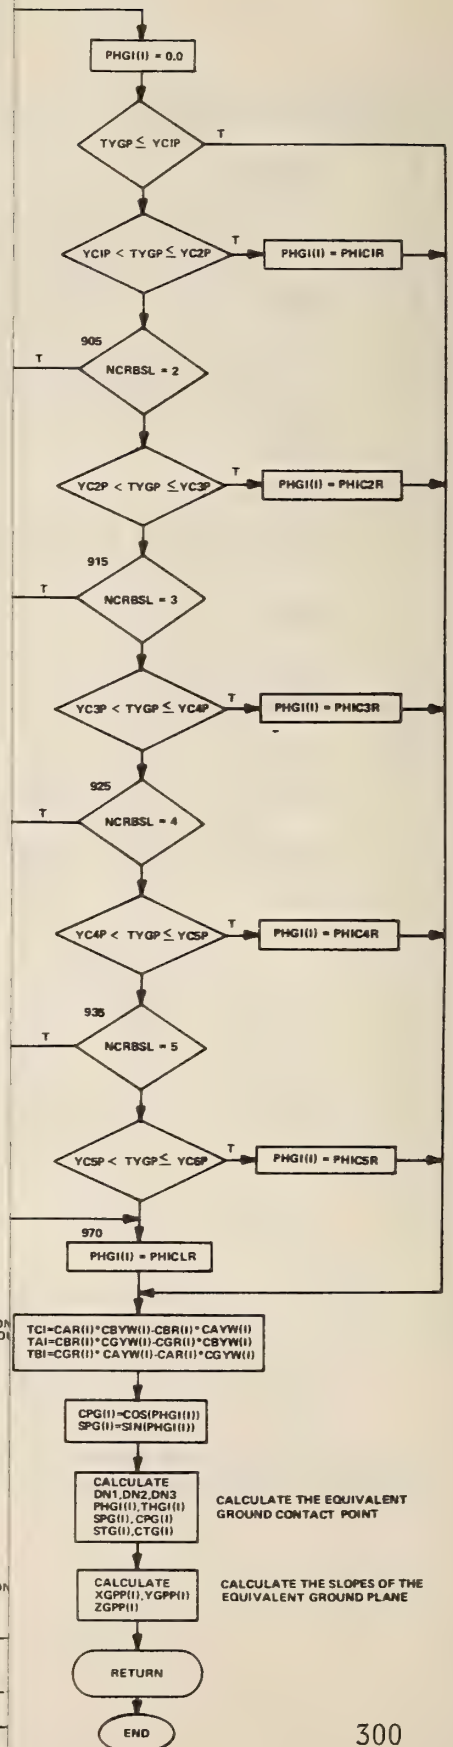 PHGI(I) = 0.0
TYGP ≤ YC1P
T
YC1P < TYGP ≤ YC2P
T
PHGI(I) = PHIC1R
905
T
NCRBSL = 2
YC2P < TYGP ≤ YC3P
T
PHGI(I) = PHIC2R
915
T
NCRBSL = 3
YC3P < TYGP ≤ YC4P
T
PHGI(I) = PHIC3R
925
T
NCRBSL = 4
YC4P < TYGP ≤ YC5P
T
PHGI(I) = PHIC4R
935
T
NCRBSL = 5
YC5P < TYGP ≤ YC6P
T
PHGI(I) = PHIC5R
970
PHGI(I) = PHICLR
TCI=CAR(I)*CBYW(I)-CBR(I)*CAYW(I)
TAI=CBR(I)*CGYW(I)-CGR(I)*CBYW(I)
TBI=CGR(I)*CAYW(I)-CAR(I)*CGYW(I)
CPG(I)=COS(PHGI(I))
SPG(I)=SIN(PHGI(I))
CALCULATE
DN1,DN2,DN3
PHGI(I),THGI(I)
SPG(I),CPG(I)
STG(I),CTG(I)
CALCULATE THE EQUIVALENT
GROUND CONTACT POINT
CALCULATE
XGPP(I),YGPP(I)
ZGPP(I)
CALCULATE THE SLOPES OF THE
EQUIVALENT GROUND PLANE
RETURN
END
300